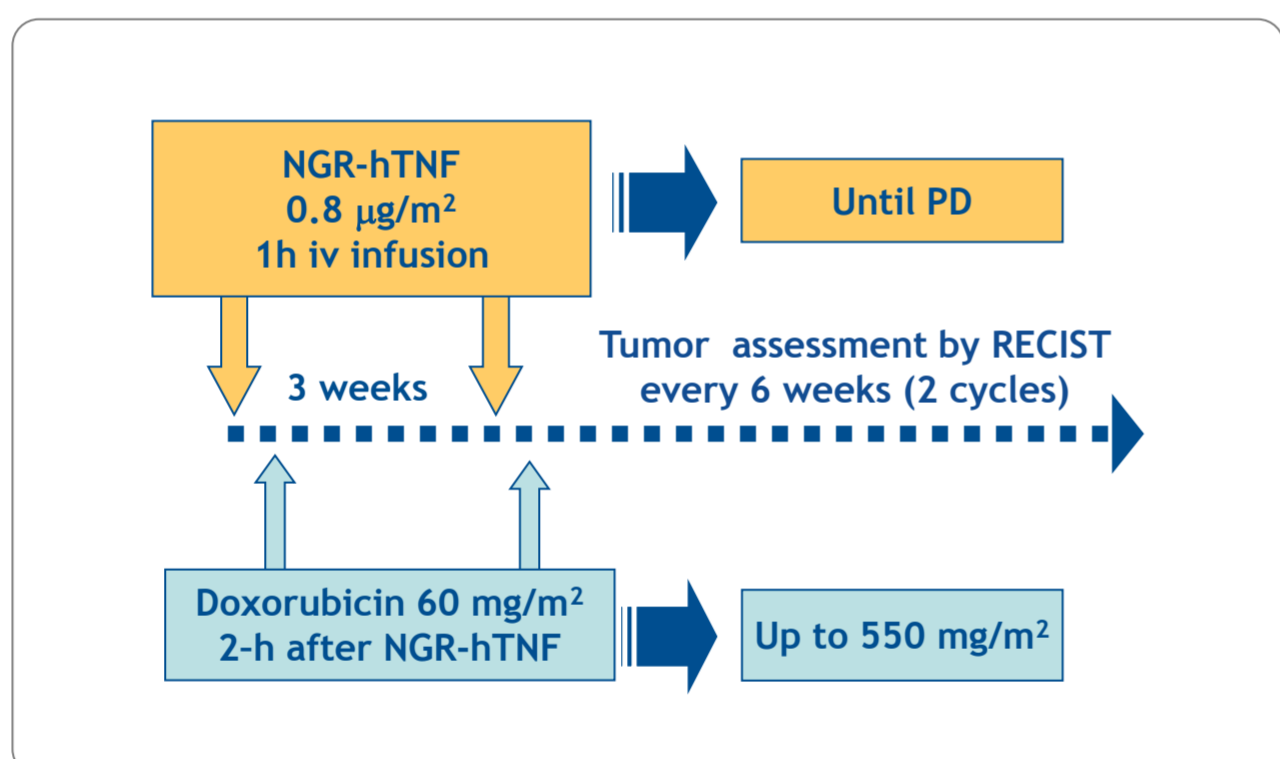 NGR-hTNF
0.8 µg/m²
1h iv infusion
Until PD
Tumor assessment by RECIST
every 6 weeks (2 cycles)
3 weeks
Doxorubicin 60 mg/m²
2-h after NGR-hTNF
Up to 550 mg/m²